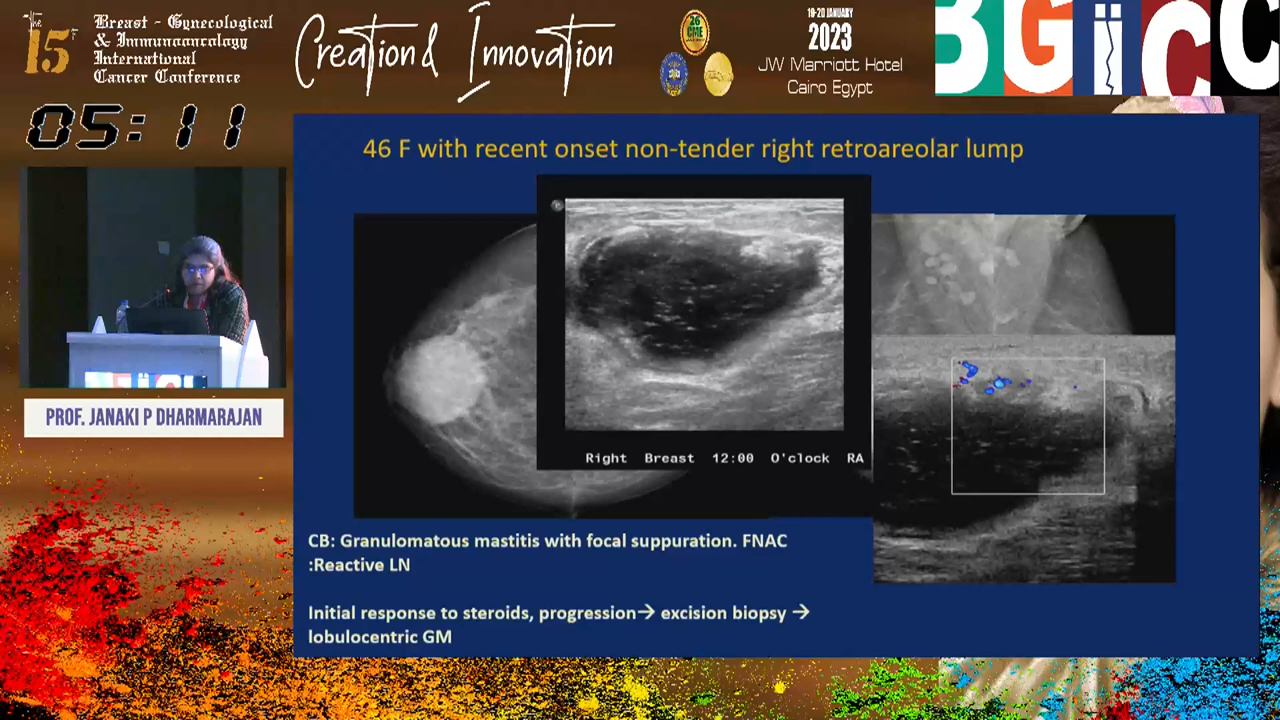 The
15th
Breast - Gynecological
& Immunooncology
International
Cancer Conference
Creation & Innovation
18-20 JANUARY
2023
JW Marriott Hotel
Cairo Egypt
BGiCC
05:11
46 F with recent onset non-tender right retroareolar lump
Right Breast 12:00 O'clock RA
PROF. JANAKI P DHARMARAJAN
CB: Granulomatous mastitis with focal suppuration. FNAC
:Reactive LN
Initial response to steroids, progression→ excision biopsy →
lobulocentric GM